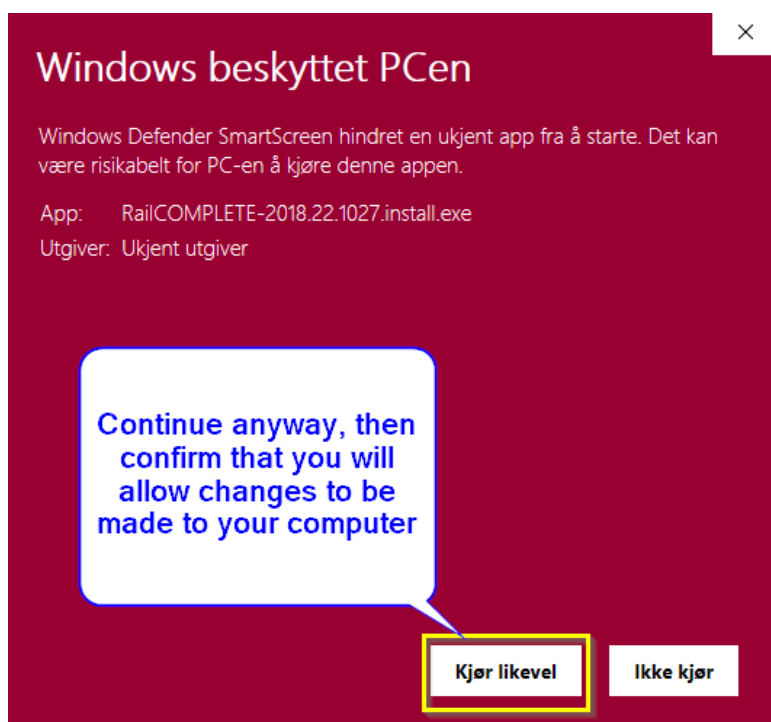 Windows beskyttet PCen
Windows Defender SmartScreen hindret en ukjent app fra å starte. Det kan
være risikabelt for PC-en å kjøre denne appen.
App: RailCOMPLETE-2018.22.1027.install.exe
Utgiver: Ukjent utgiver
Continue anyway, then
confirm that you will
allow changes to be
made to your computer
Kjør likevel
Ikke kjør